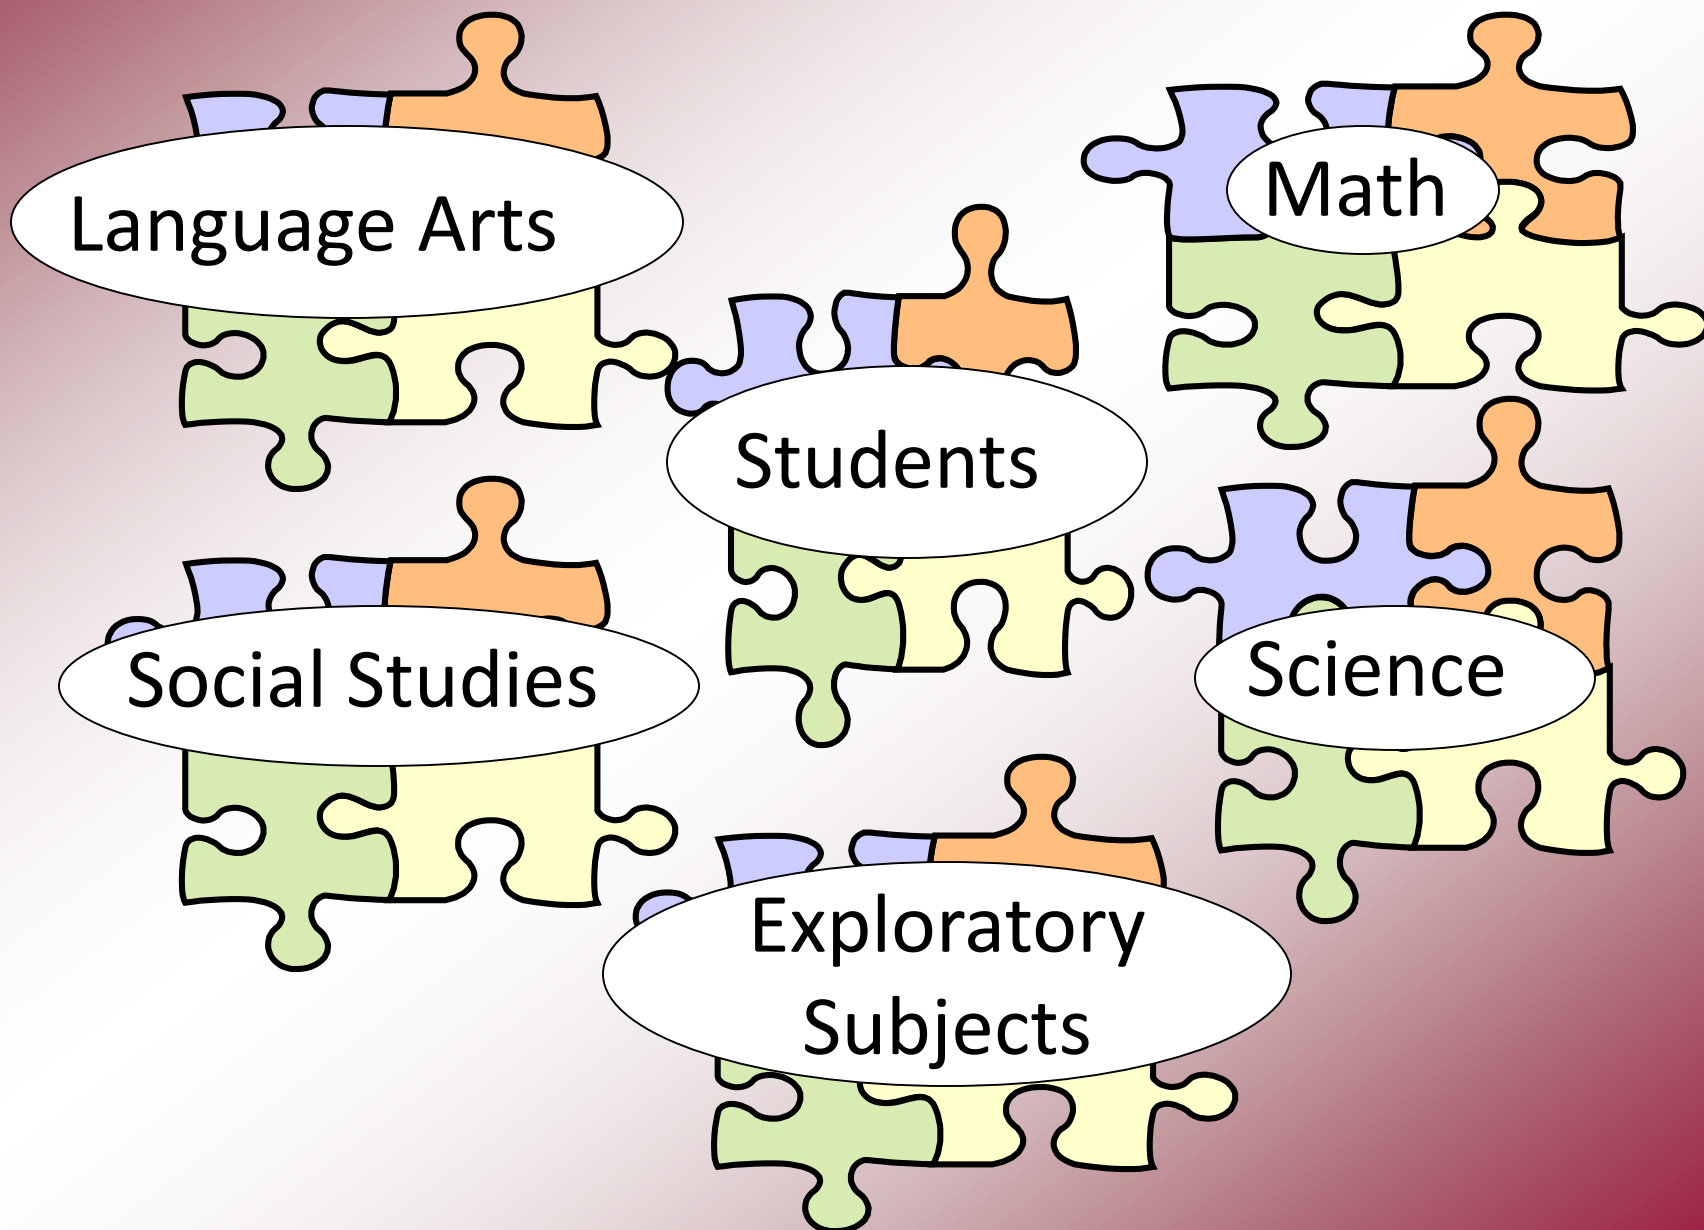 Language Arts
Math
Students
Social Studies
Science
Exploratory
Subjects